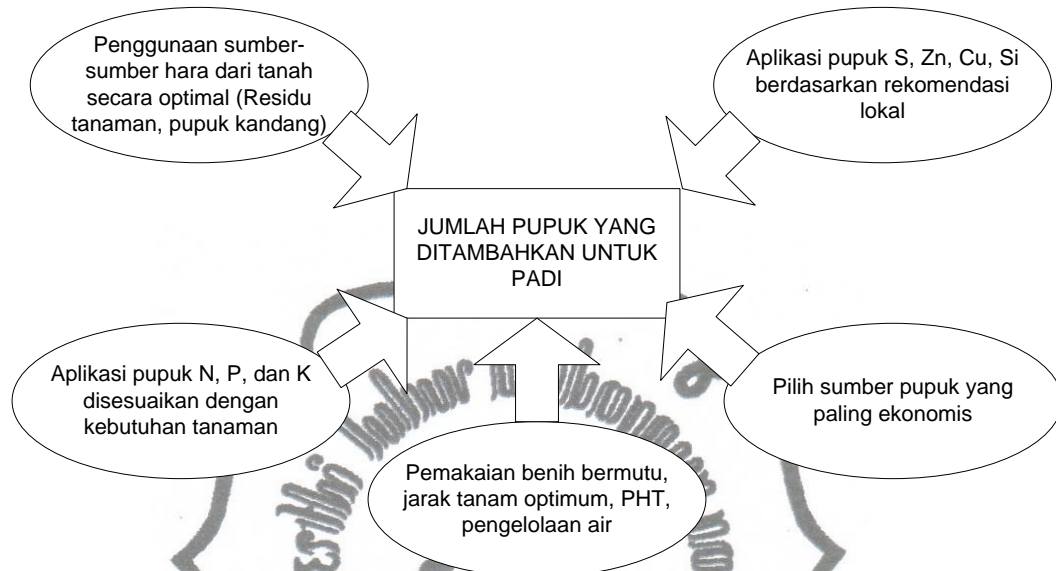 Penggunaan sumber-
sumber hara dari tanah
secara optimal (Residu
tanaman, pupuk kandang)
Aplikasi pupuk S, Zn, Cu, Si
berdasarkan rekomendasi
lokal
JUMLAH PUPUK YANG
DITAMBAHKAN UNTUK
PADI
Aplikasi pupuk N, P, dan K
disesuaikan dengan
kebutuhan tanaman
Pemakaian benih bermutu,
jarak tanam optimum, PHT,
pengelolaan air
Pilih sumber pupuk yang
paling ekonomis